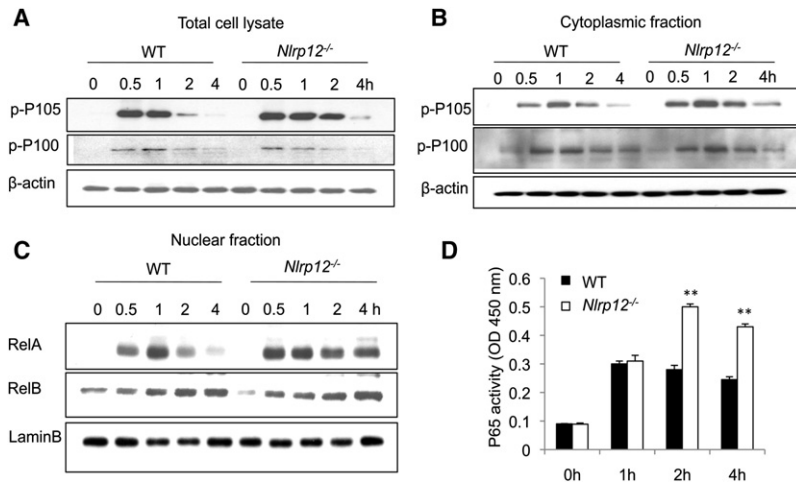 A
Total cell lysate
WT
Nlrp12-/-
0 0.5 1 2 4 0 0.5 1 2 4h
p-P105
p-P100
β-actin
B
Cytoplasmic fraction
WT
Nlrp12-/-
0 0.5 1 2 4 0 0.5 1 2 4h
p-P105
p-P100
β-actin
C
Nuclear fraction
WT
Nlrp12-/-
0 0.5 1 2 4 0 0.5 1 2 4 h
RelA
RelB
LaminB
D
P65 activity (OD 450 nm)
0.6
0.5
0.4
0.3
0.2
0.1
0
WT
Nlrp12-/-
**
**
0h 1h 2h 4h